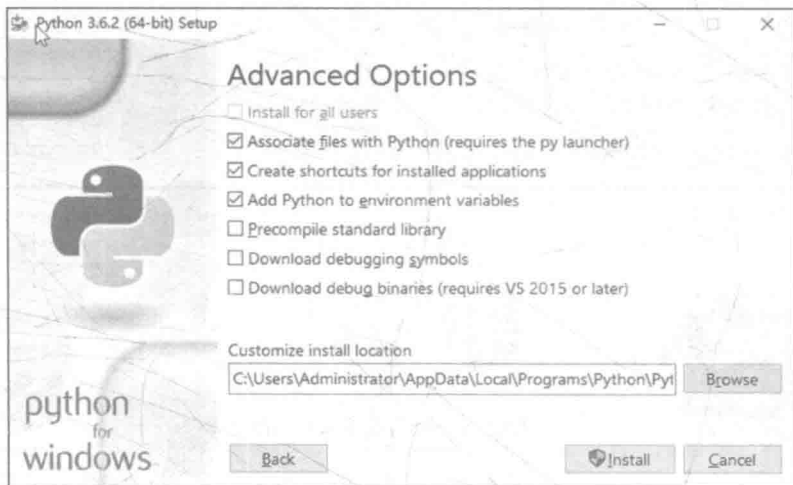 Python 3.6.2 (64-bit) Setup
Advanced Options
Install for all users
Associate files with Python (requires the py launcher)
Create shortcuts for installed applications
Add Python to environment variables
Precompile standard library
Download debugging symbols
Download debug binaries (requires VS 2015 or later)
Customize install location
C:\Users\Administrator\AppData\Local\Programs\Python\Pyt
Browse
python
for
windows
Back
Install
Cancel